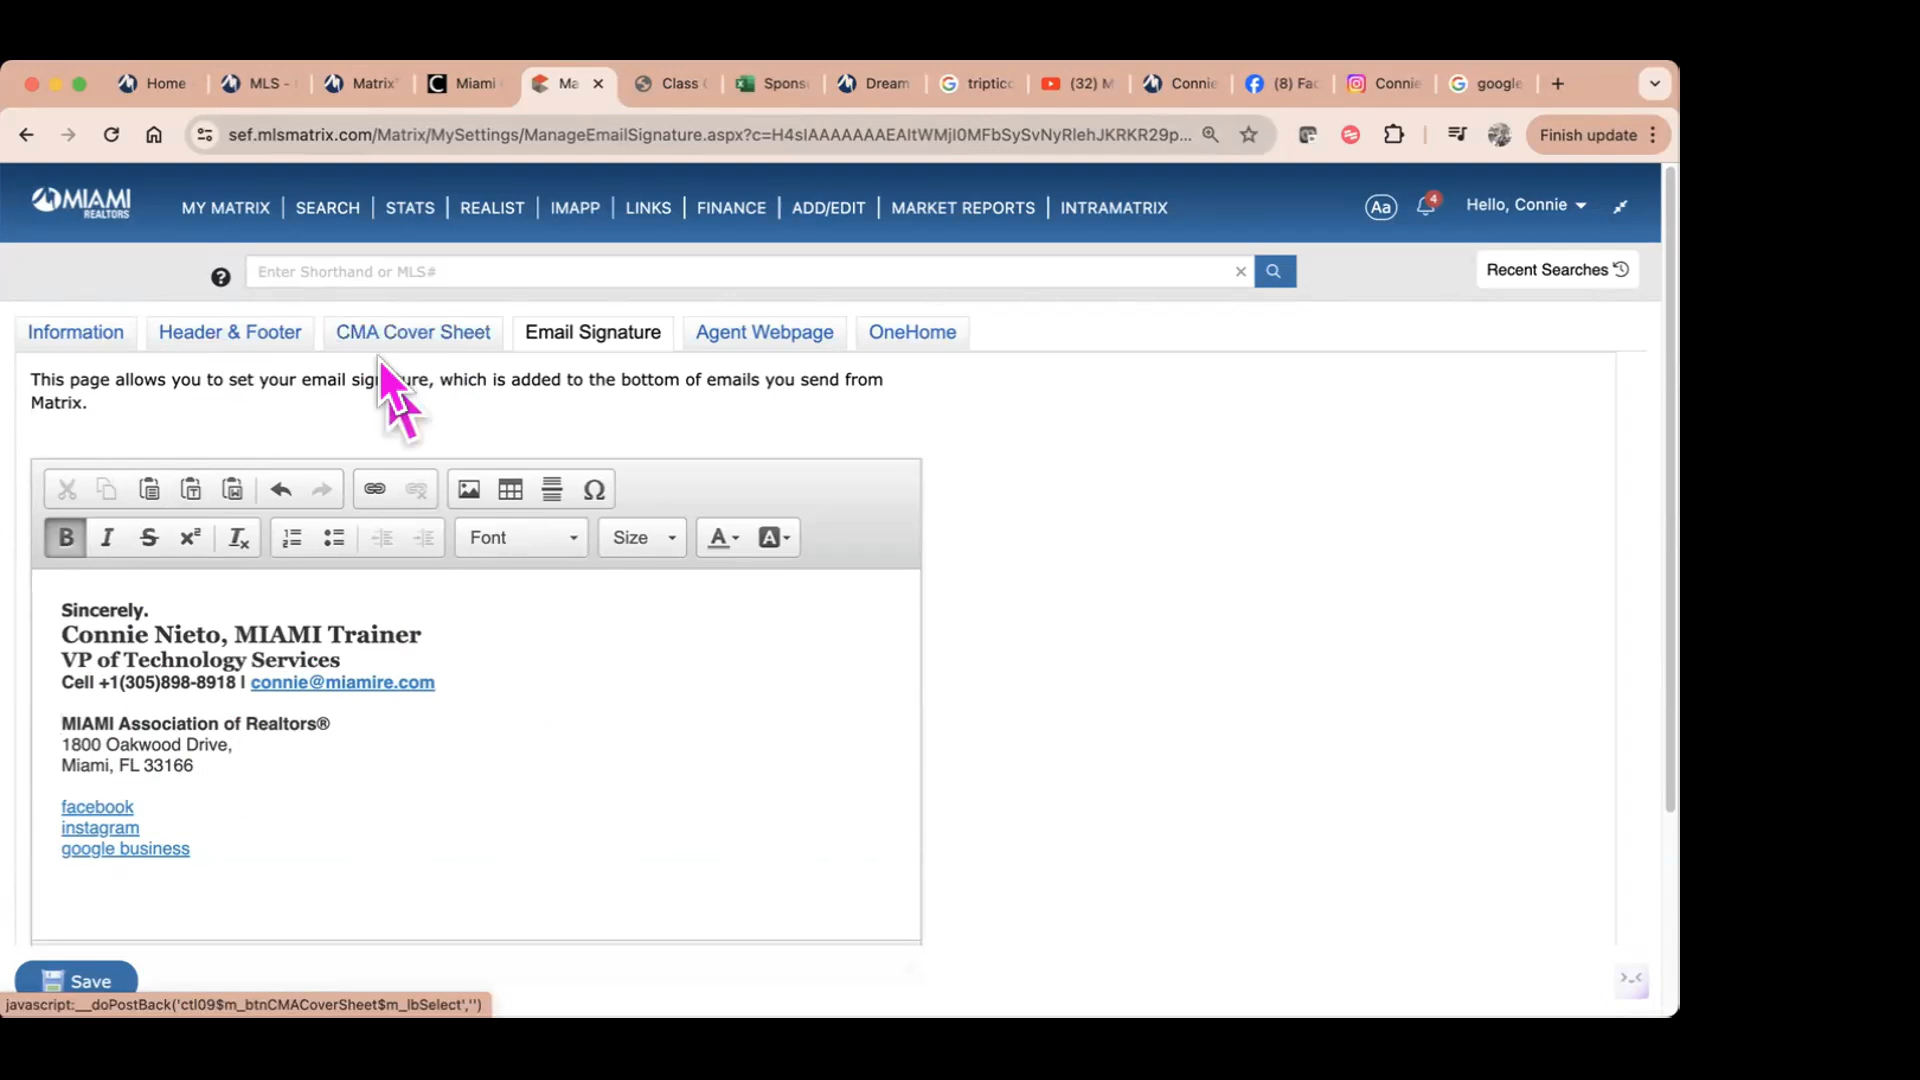 Home
MLS -
Matrix
Miami
Ma
Class
Spons
Dream
triptic
(32) M
Connie
(8) Fac
Connie
google
sef.mlsmatrix.com/Matrix/MySettings/ManageEmailSignature.aspx?c=H4sIAAAAAAAEAItWMjI0MFbSySvNyRlehJKRKR29p...
Finish update
MIAMI
REALTORS
MY MATRIX
SEARCH
STATS
REALIST
IMAPP
LINKS
FINANCE
ADD/EDIT
MARKET REPORTS
INTRAMATRIX
Aa
4
Hello, Connie
Enter Shorthand or MLS#
Recent Searches
Information
Header & Footer
CMA Cover Sheet
Email Signature
Agent Webpage
OneHome
This page allows you to set your email signature, which is added to the bottom of emails you send from
Matrix.
Font
Size
Sincerely.
Connie Nieto, MIAMI Trainer
VP of Technology Services
Cell +1(305)898-8918 I connie@miamire.com
MIAMI Association of Realtors®
1800 Oakwood Drive,
Miami, FL 33166
facebook
instagram
google business
Save
javascript:__doPostBack('ctl09$m_btnCMACoverSheet$m_lbSelect','')